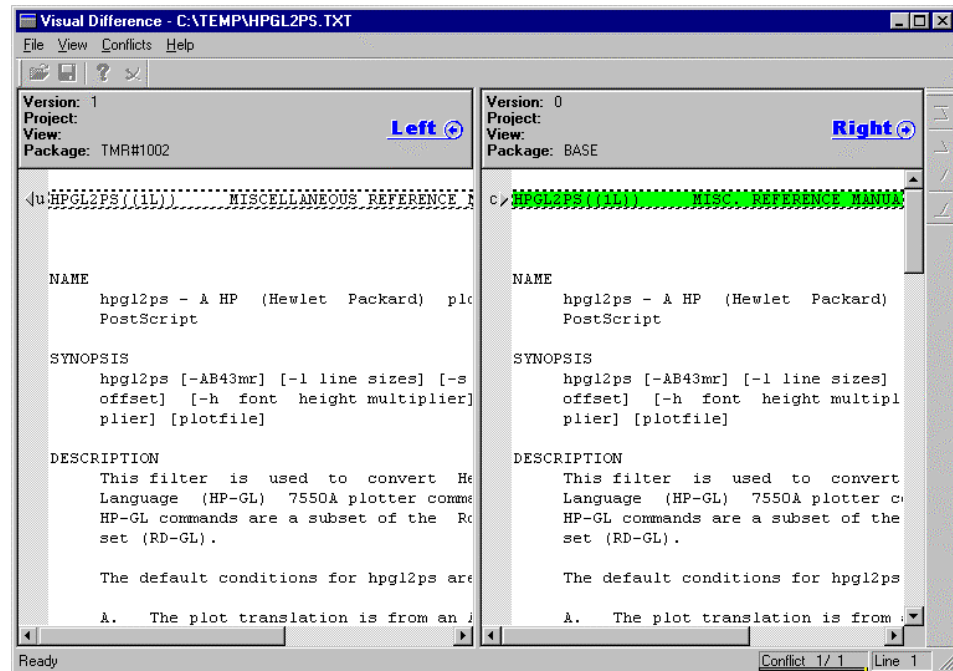 Visual Difference - C:\TEMP\HPGL2PS.TXT
File View Conflicts Help
Version: 1
Project:
View:
Package: TMR#1002
Left
Version: 0
Project:
View:
Package: BASE
Right
u HPGL2PS((1L)) MISCELLANEOUS REFERENCE
NAME
hpgl2ps - A HP (Hewlet Packard)
PostScript
SYNOPSIS
hpgl2ps [-AB43mr] [-l line sizes] [-s
offset] [-h font height multiplier]
plier] [plotfile]
DESCRIPTION
This filter is used to convert
Language (HP-GL) 7550A plotter
HP-GL commands are a subset of the
set (RD-GL).
The default conditions for hpgl2ps are
A. The plot translation is from an
c HPGL2PS((1L)) MISC. REFERENCE MANUA
NAME
hpgl2ps - A HP (Hewlet Packard)
PostScript
SYNOPSIS
hpgl2ps [-AB43mr] [-l line sizes]
offset] [-h font height multipl
plier] [plotfile]
DESCRIPTION
This filter is used to convert
Language (HP-GL) 7550A plotter
HP-GL commands are a subset of the
set (RD-GL).
The default conditions for hpgl2ps
A. The plot translation is from
Ready
Conflict 1/ 1 Line 1